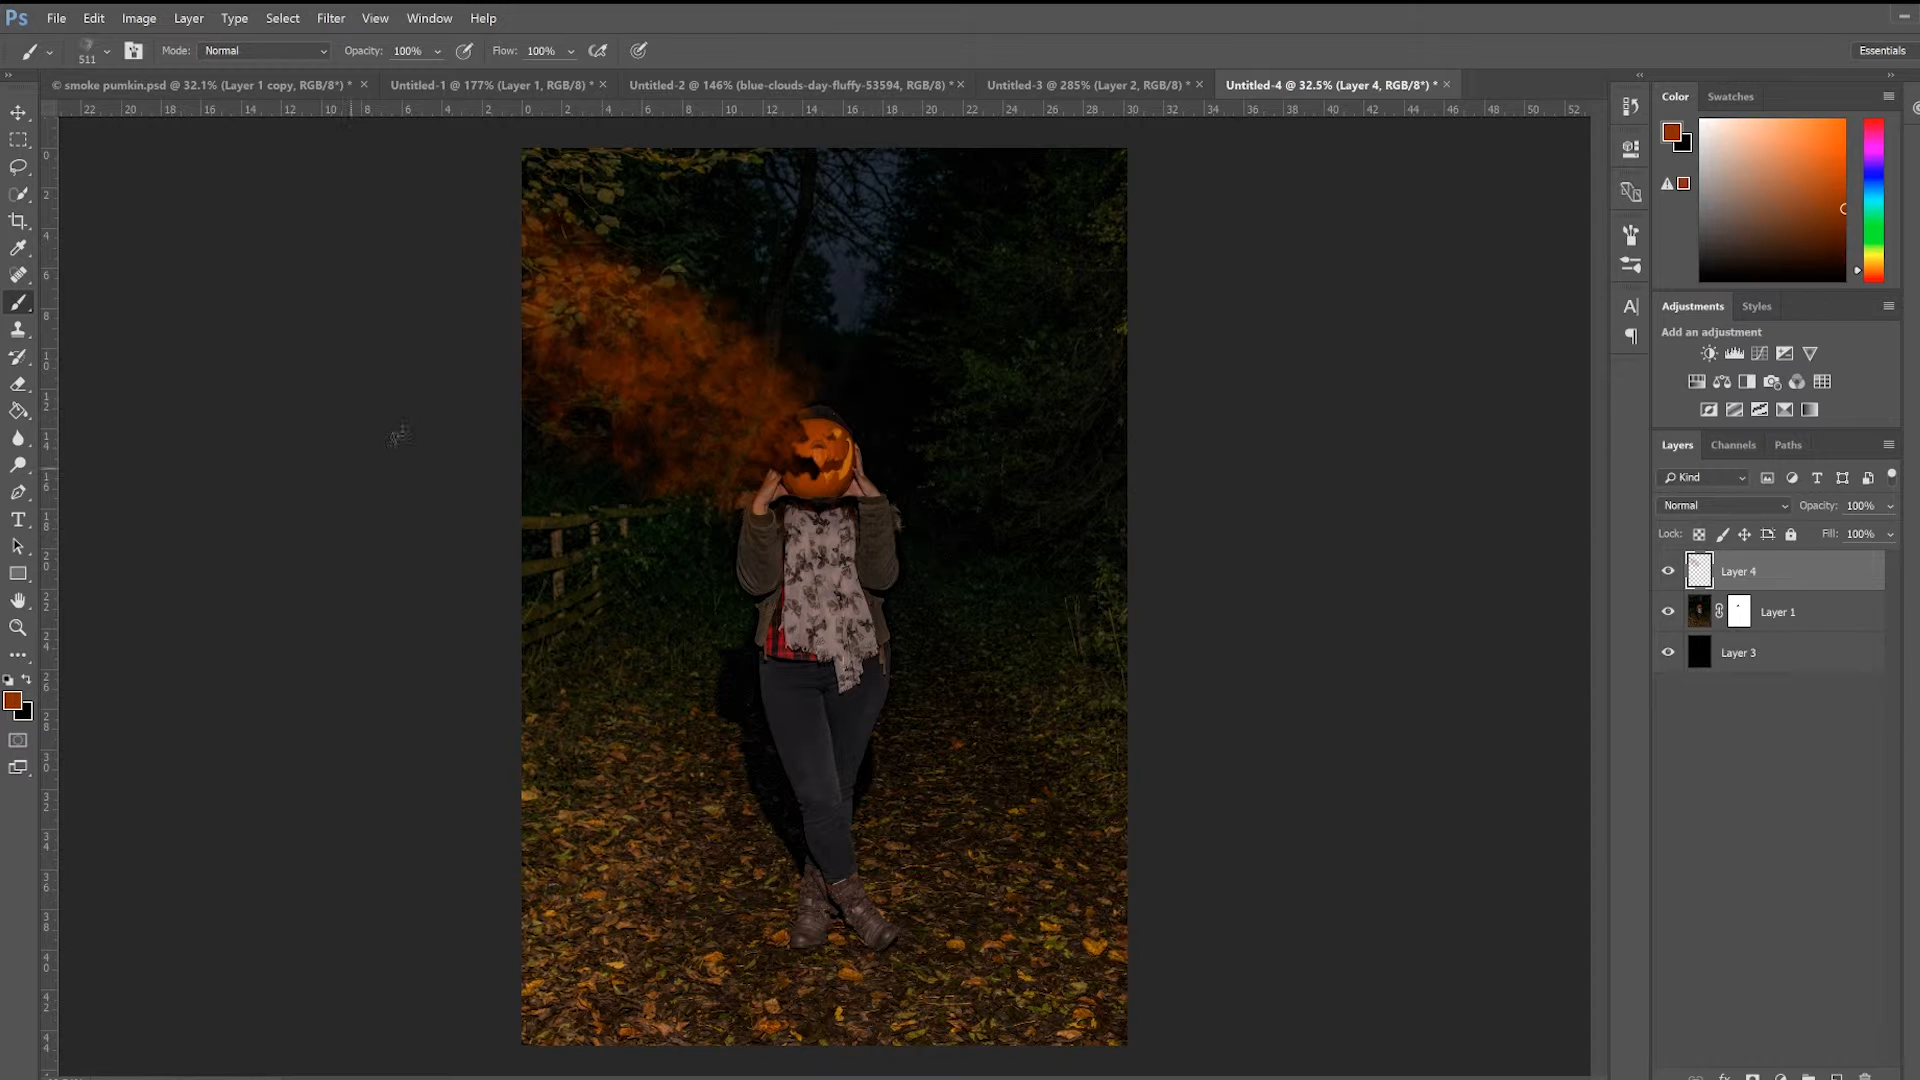 Ps File Edit Image Layer Type Select Filter View Window Help
511 Mode: Normal Opacity: 100% Flow: 100% Essentials
© smoke pumkin.psd @ 32.1% (Layer 1 copy, RGB/8*) * × Untitled-1 @ 177% (Layer 1, RGB/8) * × Untitled-2 @ 146% (blue-clouds-day-fluffy-53594, RGB/8) * × Untitled-3 @ 285% (Layer 2, RGB/8) * × Untitled-4 @ 32.5% (Layer 4, RGB/8*) * ×
22 20 18 16 14 12 10 8 6 4 2 0 2 4 6 8 10 12 14 16 18 20 22 24 26 28 30 32 34 36 38 40 42 44 46 48 50 52
0
2
4
6
8
10
12
14
16
18
20
22
24
26
28
30
32
34
36
38
40
42
44
Color Swatches
Adjustments Styles
Add an adjustment
Layers Channels Paths
Kind
Normal Opacity: 100%
Lock: Fill: 100%
Layer 4
Layer 1
Layer 3